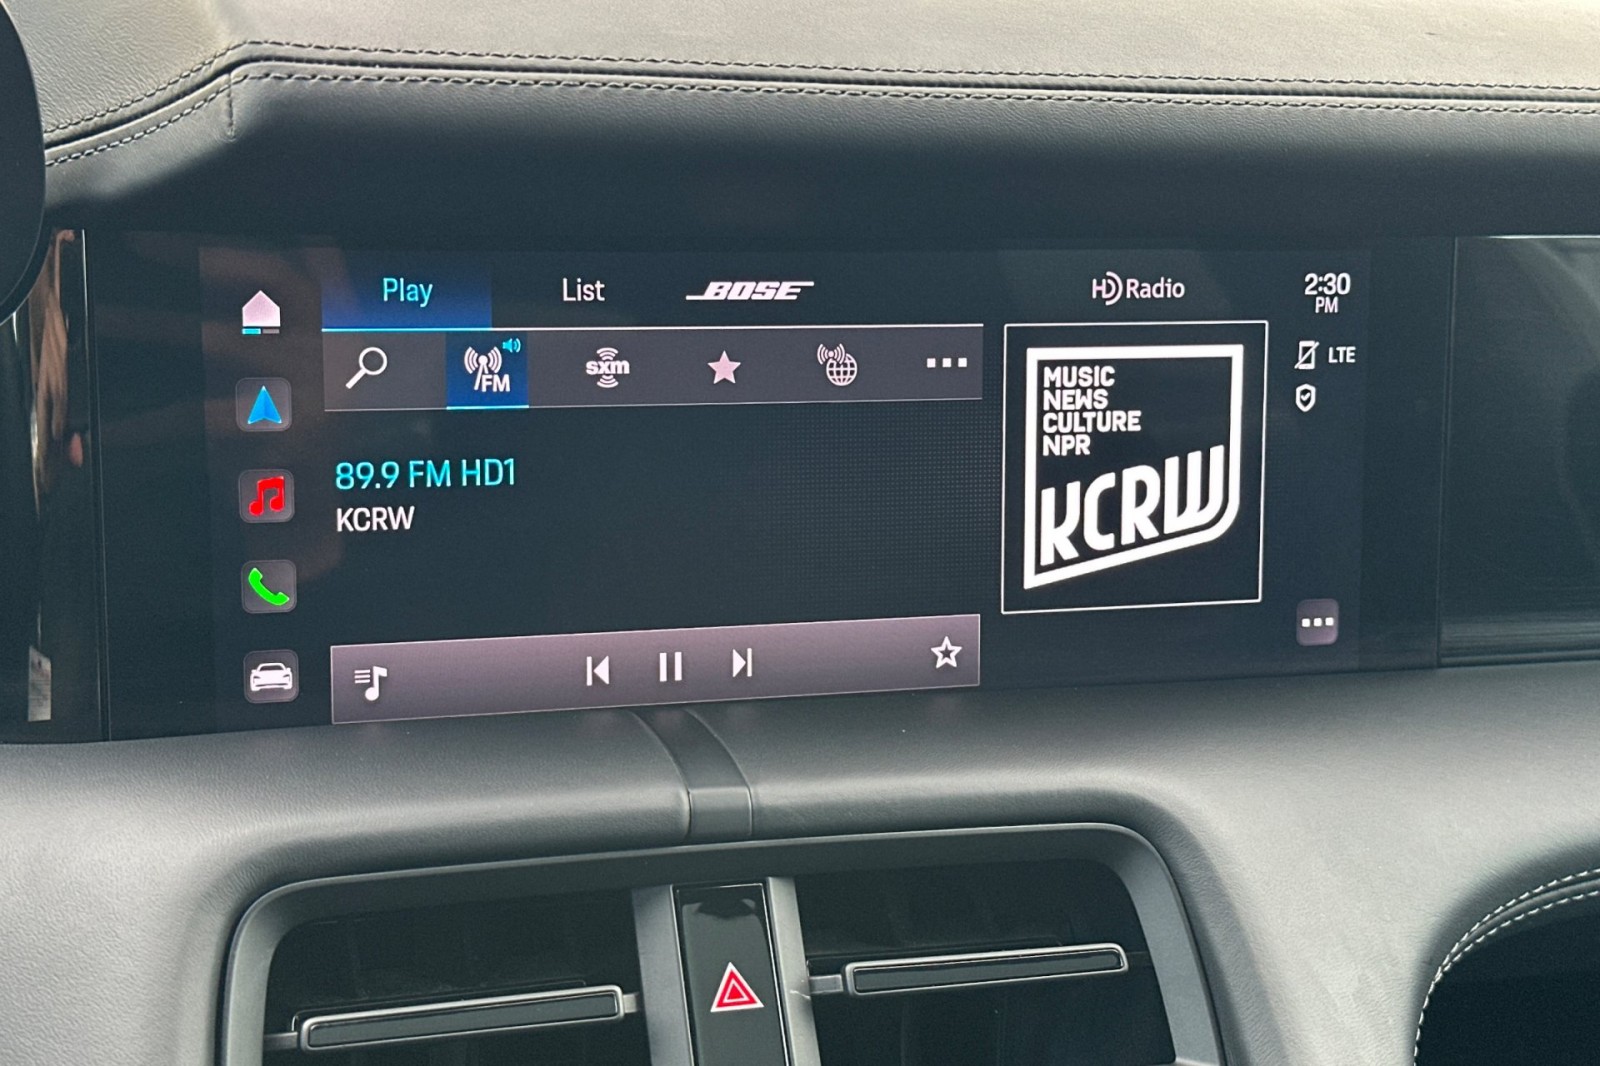 Play
List
BOSE
HD Radio
2:30
PM
FM
sxm
LTE
MUSIC
NEWS
CULTURE
NPR
KCRW
89.9 FM HD1
KCRW